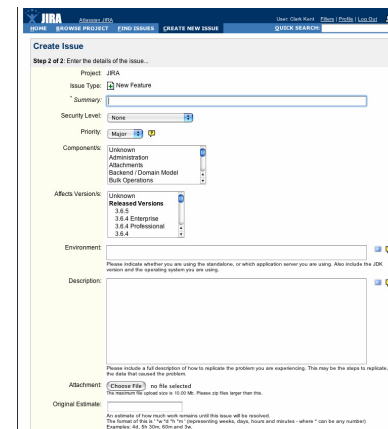 JIRA Atlassian JIRA User: Clark Kent Filters | Profile | Log Out
HOME BROWSE PROJECT FIND ISSUES CREATE NEW ISSUE QUICK SEARCH:
Create Issue
Step 2 of 2: Enter the details of the issue...
Project: JIRA
Issue Type: New Feature
* Summary:
Security Level: None
Priority: Major
Component/s: Unknown
Administration
Attachments
Backend / Domain Model
Bulk Operations
Affects Version/s: Unknown
Released Versions
3.6.5
3.6.4 Enterprise
3.6.4 Professional
3.6.4
Environment:
Please indicate whether you are using the standalone, or which application server you are using. Also include the JDK
version and the operating system you are using.
Description:
Please include a full description of how to replicate the problem you are experiencing. This may be the steps to replicate,
the data that caused the problem.
Attachment: Choose File no file selected
The maximum file upload size is 10.00 Mb. Please zip files larger than this.
Original Estimate:
An estimate of how much work remains until this issue will be resolved.
The format of this is ' *w *d *h *m ' (representing weeks, days, hours and minutes - where * can be any number)
Examples: 4d, 5h 30m, 60m and 3w.